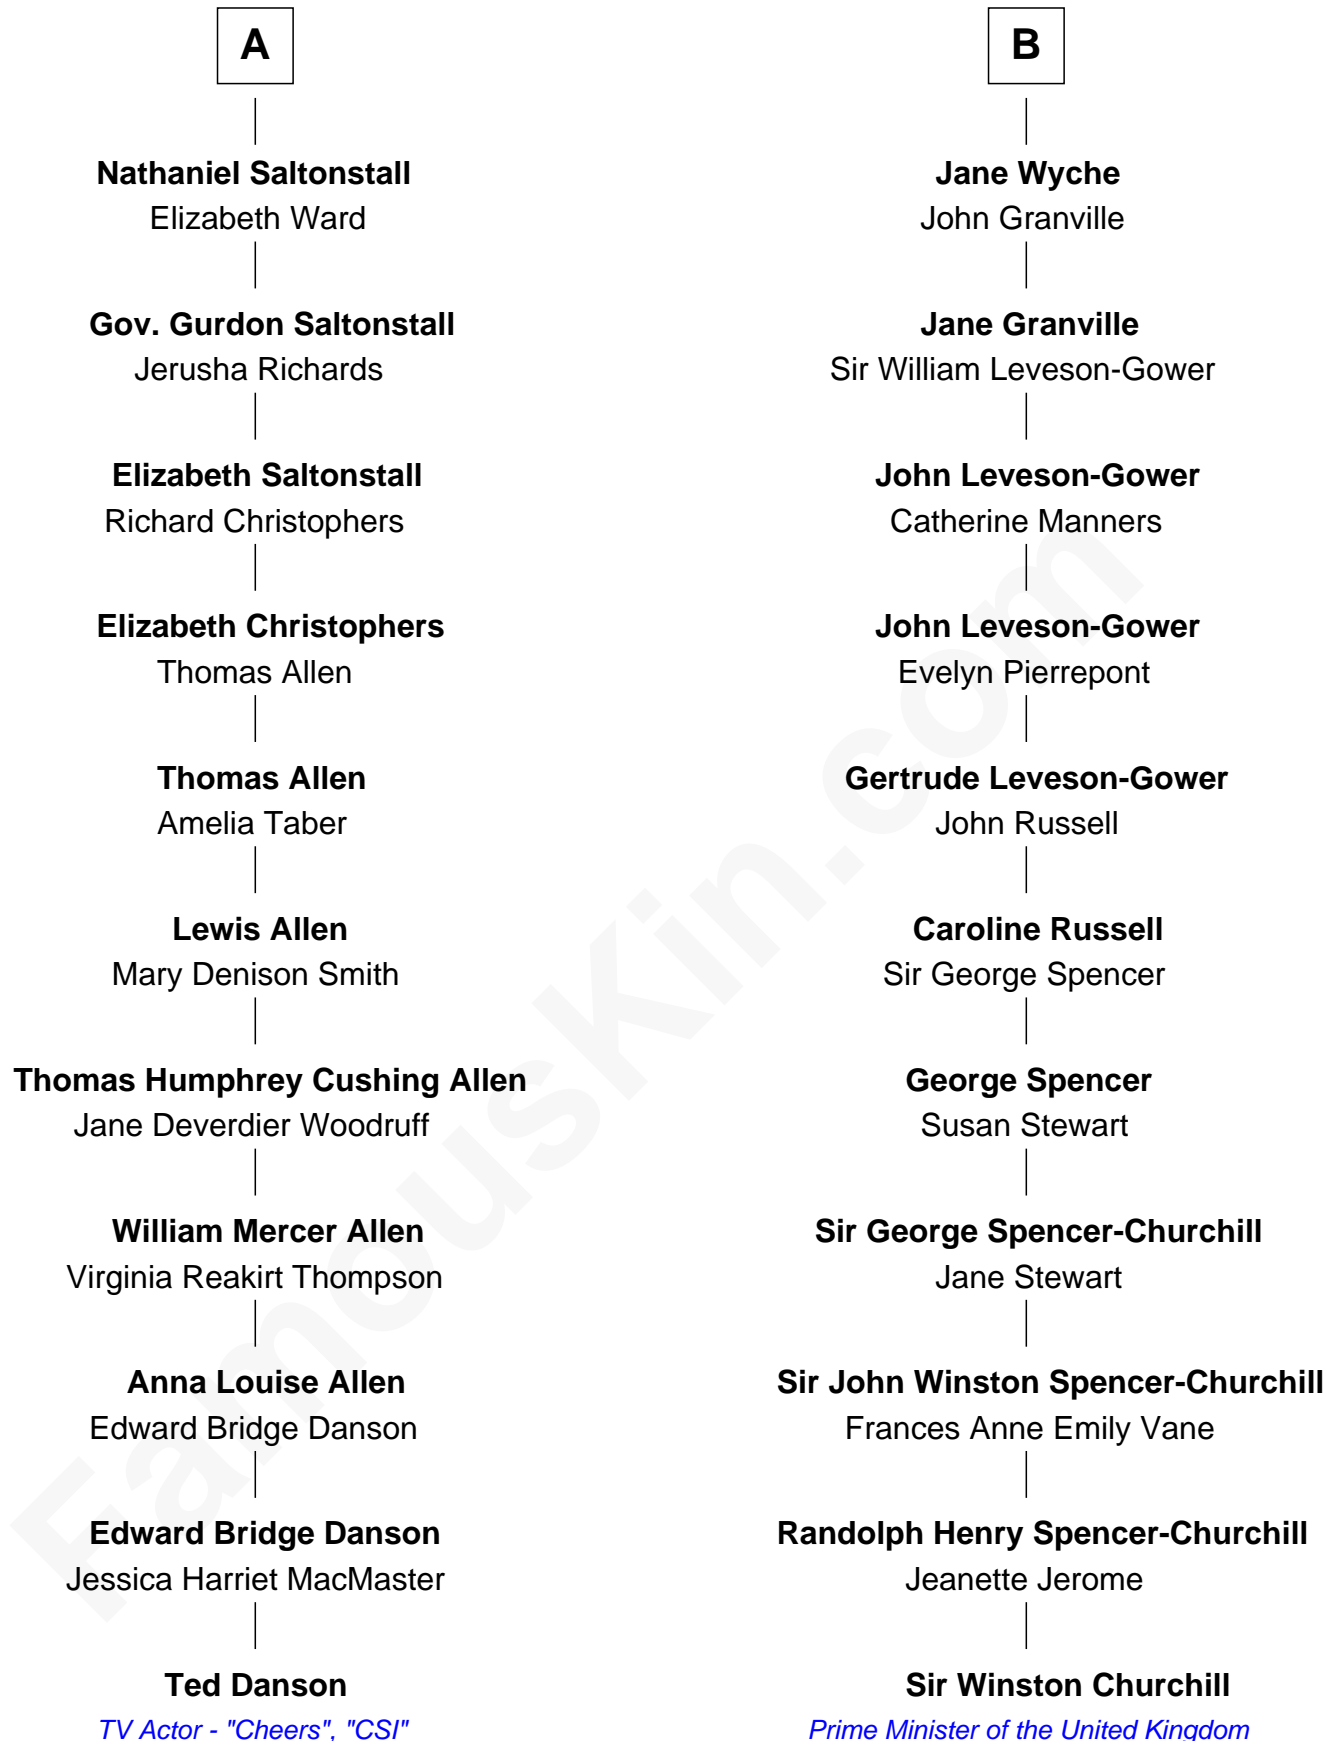 A
Nathaniel Saltonstall
Elizabeth Ward
Gov. Gurdon Saltonstall
Jerusha Richards
Elizabeth Saltonstall
Richard Christophers
Elizabeth Christophers
Thomas Allen
Thomas Allen
Amelia Taber
Lewis Allen
Mary Denison Smith
Thomas Humphrey Cushing Allen
Jane Deverdier Woodruff
William Mercer Allen
Virginia Reakirt Thompson
Anna Louise Allen
Edward Bridge Danson
Edward Bridge Danson
Jessica Harriet MacMaster
Ted Danson
TV Actor - "Cheers", "CSI"
B
Jane Wyche
John Granville
Jane Granville
Sir William Leveson-Gower
John Leveson-Gower
Catherine Manners
John Leveson-Gower
Evelyn Pierrepont
Gertrude Leveson-Gower
John Russell
Caroline Russell
Sir George Spencer
George Spencer
Susan Stewart
Sir George Spencer-Churchill
Jane Stewart
Sir John Winston Spencer-Churchill
Frances Anne Emily Vane
Randolph Henry Spencer-Churchill
Jeanette Jerome
Sir Winston Churchill
Prime Minister of the United Kingdom
FamousKin.com